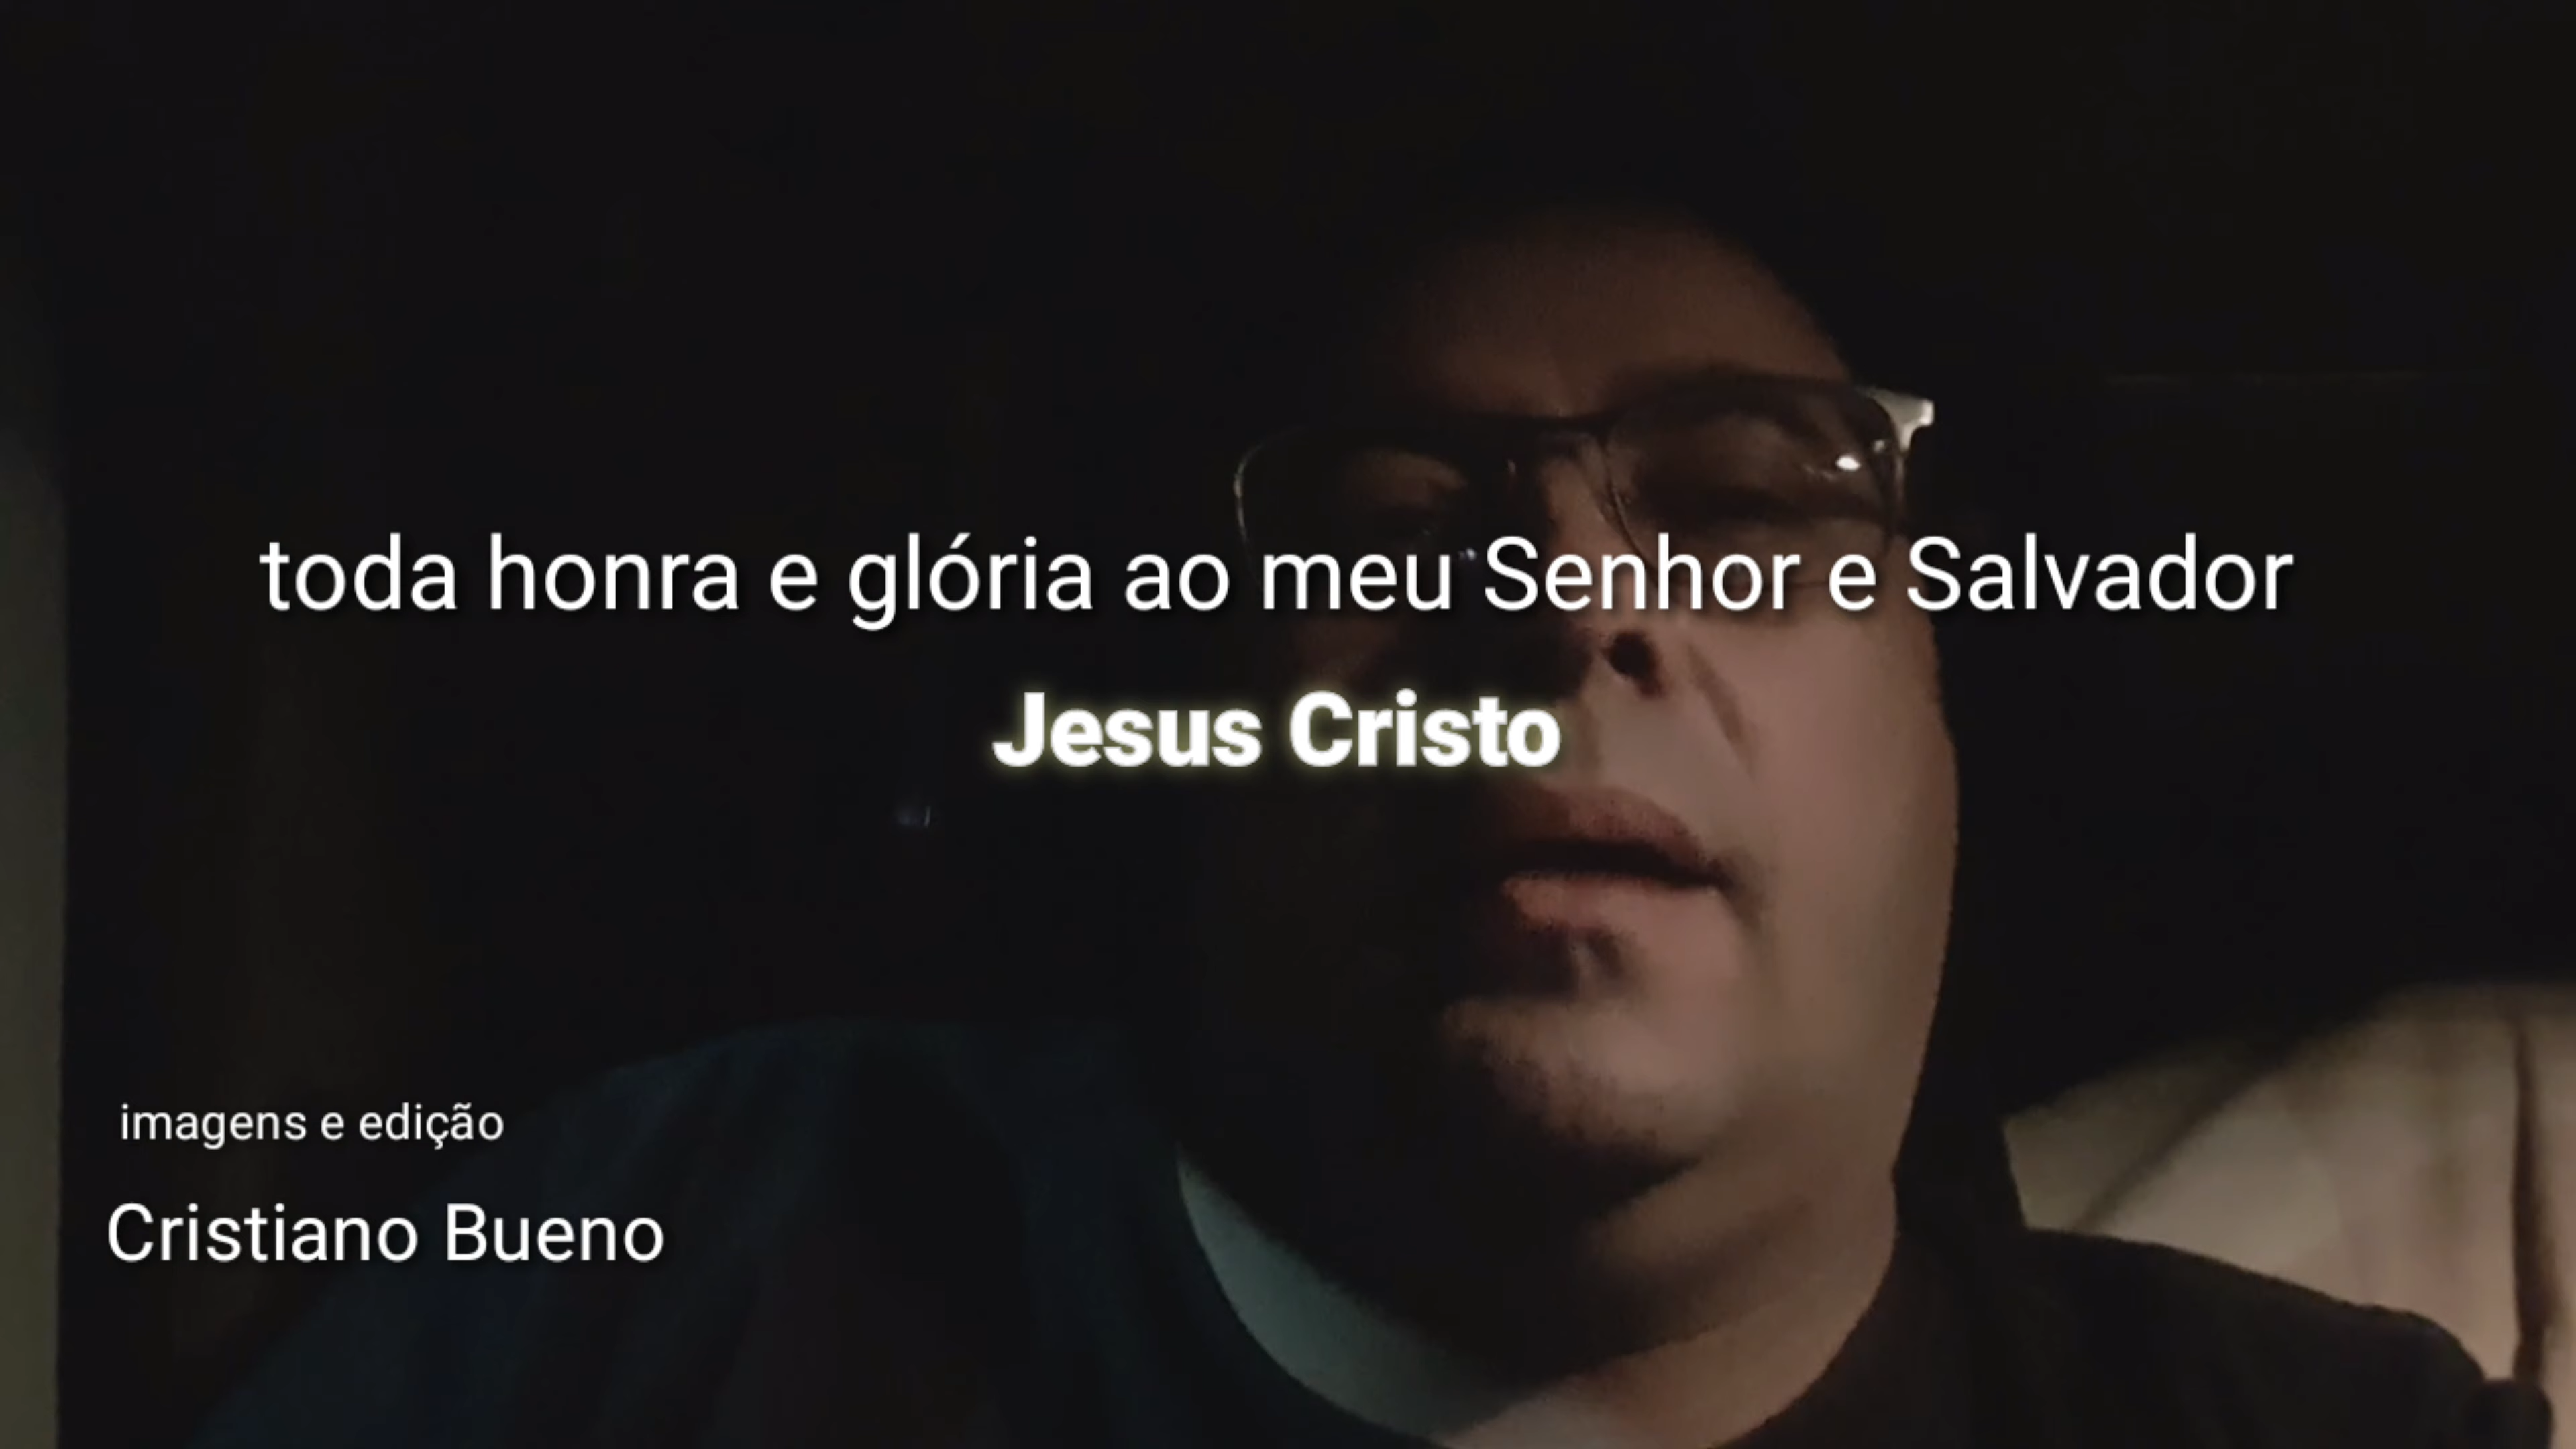 toda honra e glória ao meu Senhor e Salvador
Jesus Cristo
imagens e edição
Cristiano Bueno